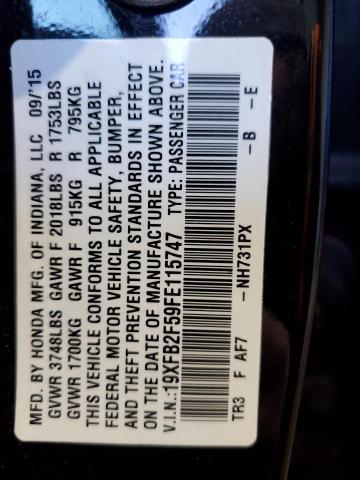 MFD. BY HONDA MFG. OF INDIANA, LLC 09/'15
GVWR 3748LBS GAWR F 2018LBS R 1753LBS
GVWR 1700KG GAWR F 915KG R 795KG
THIS VEHICLE CONFORMS TO ALL APPLICABLE
FEDERAL MOTOR VEHICLE SAFETY, BUMPER,
AND THEFT PREVENTION STANDARDS IN EFFECT
ON THE DATE OF MANUFACTURE SHOWN ABOVE.
V.I.N.:19XFB2F59FE115747 TYPE: PASSENGER CAR
TR3 F AF7 -NH731PX -B -E